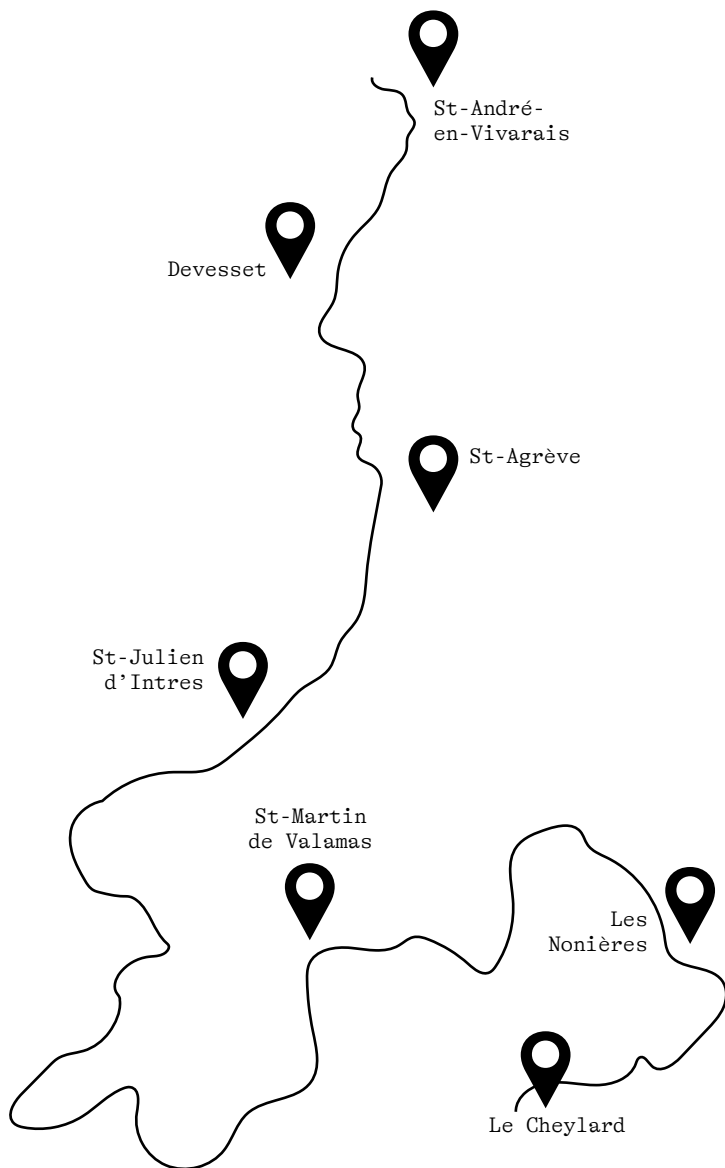 St-André-
en-Vivarais
Devesset
St-Agrève
St-Julien
d'Intres
St-Martin
de Valamas
Les
Nonières
Le Cheylard